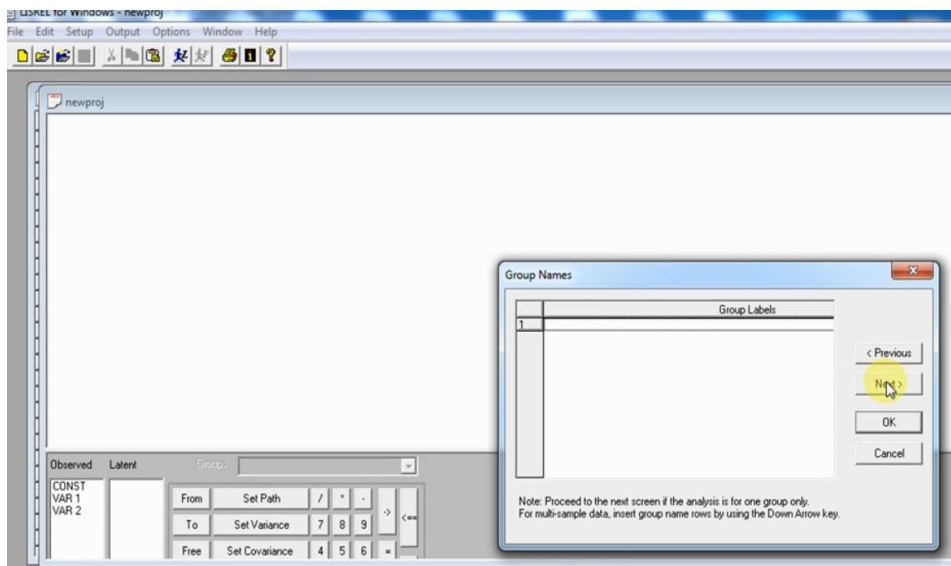 LISREL for Windows - newproj
File Edit Setup Output Options Window Help
newproj
Group Names
Group Labels
1
< Previous
Next >
OK
Cancel
Note: Proceed to the next screen if the analysis is for one group only.
For multi-sample data, insert group name rows by using the Down Arrow key.
Observed Latent Groups
CONST
VAR 1
VAR 2
From Set Path / * -
To Set Variance 7 8 9 -> <==
Free Set Covariance 4 5 6 =